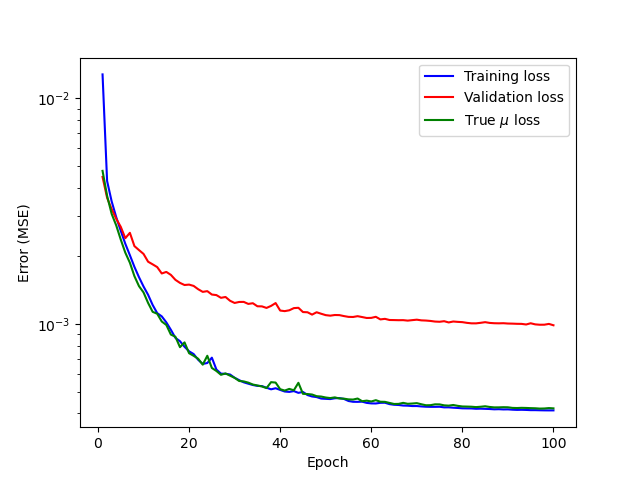 Training loss
Validation loss
True μ loss
10⁻²
10⁻³
Error (MSE)
0 20 40 60 80 100
Epoch